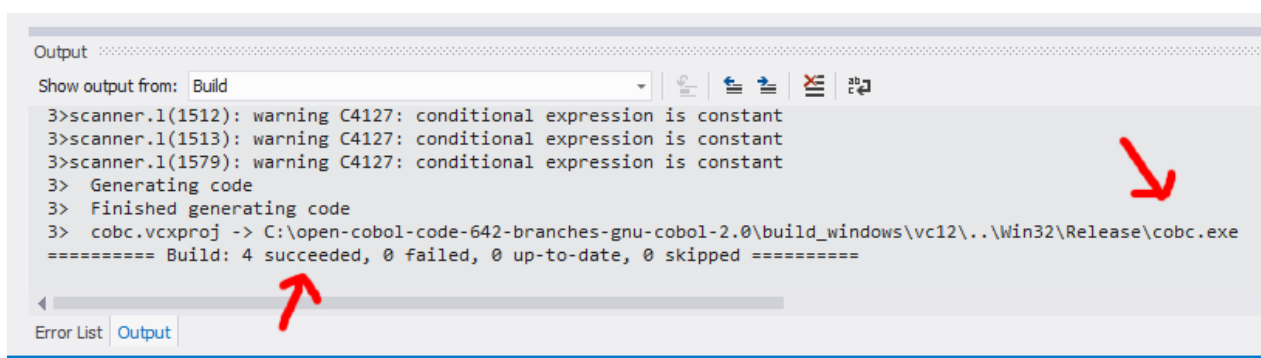 Output
Show output from: Build
3>scanner.l(1512): warning C4127: conditional expression is constant
3>scanner.l(1513): warning C4127: conditional expression is constant
3>scanner.l(1579): warning C4127: conditional expression is constant
3>  Generating code
3>  Finished generating code
3>  cobc.vcxproj -> C:\open-cobol-code-642-branches-gnu-cobol-2.0\build_windows\vc12\..\Win32\Release\cobc.exe
========== Build: 4 succeeded, 0 failed, 0 up-to-date, 0 skipped ==========
Error List Output